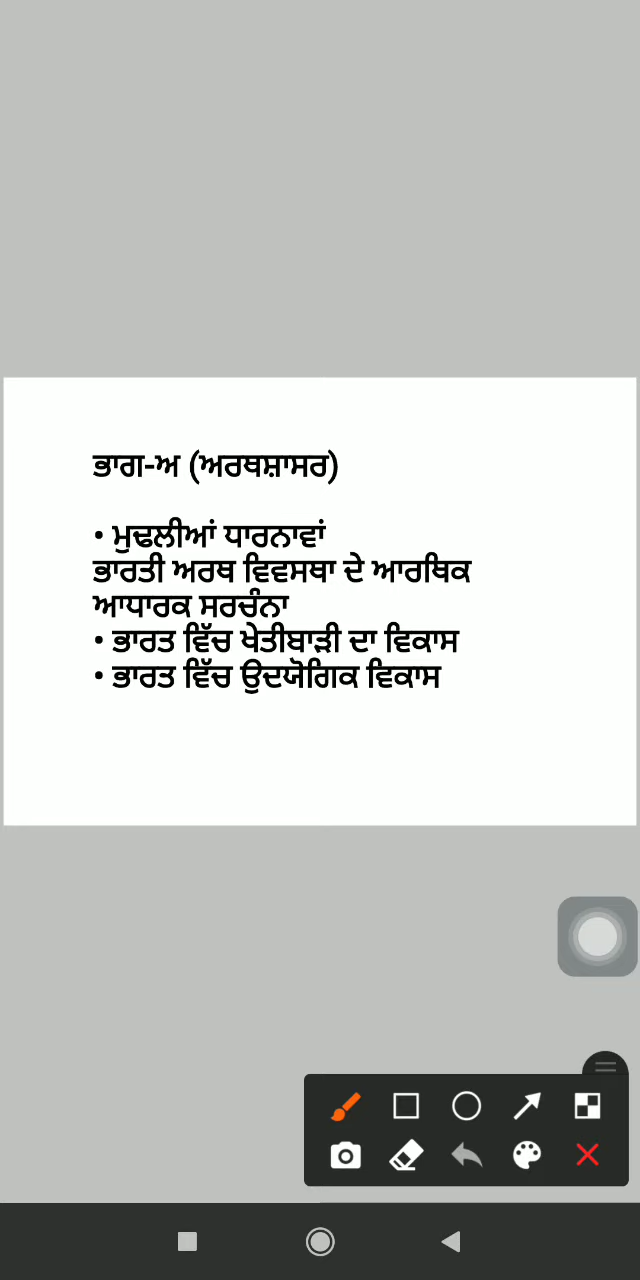 ਭਾਗ-ਅ (ਅਰਥਸ਼ਾਸਰ)
• ਮੁਢਲੀਆਂ ਧਾਰਨਾਵਾਂ
ਭਾਰਤੀ ਅਰਥ ਵਿਵਸਥਾ ਦੇ ਆਰਥਿਕ
ਆਧਾਰਕ ਸਰਚੰਨਾ
• ਭਾਰਤ ਵਿੱਚ ਖੇਤੀਬਾੜੀ ਦਾ ਵਿਕਾਸ
• ਭਾਰਤ ਵਿੱਚ ਉਦਯੋਗਿਕ ਵਿਕਾਸ